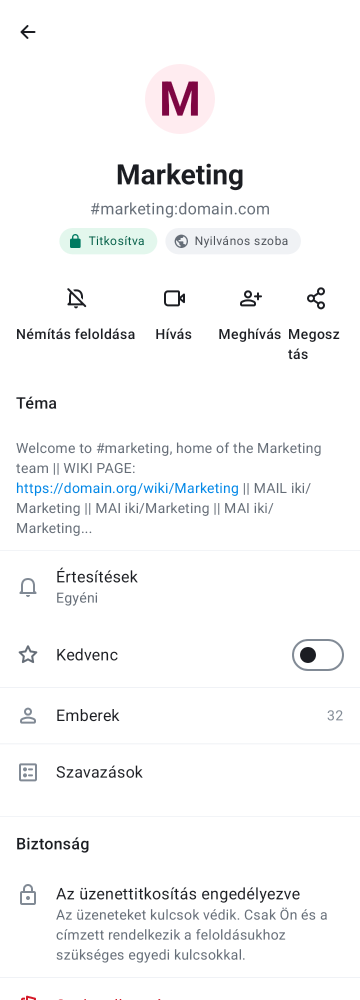 M
Marketing
#marketing:domain.com
Titkosítva
Nyilvános szoba
Némítás feloldása
Hívás
Meghívás
Megosz
tás
Téma
Welcome to #marketing, home of the Marketing
team || WIKI PAGE:
https://domain.org/wiki/Marketing || MAIL iki/
Marketing || MAI iki/Marketing || MAI iki/
Marketing...
Értesítések
Egyéni
Kedvenc
Emberek
32
Szavazások
Biztonság
Az üzenettitkosítás engedélyezve
Az üzeneteket kulcsok védik. Csak Ön és a
címzett rendelkezik a feloldásukhoz
szükséges egyedi kulcsokkal.